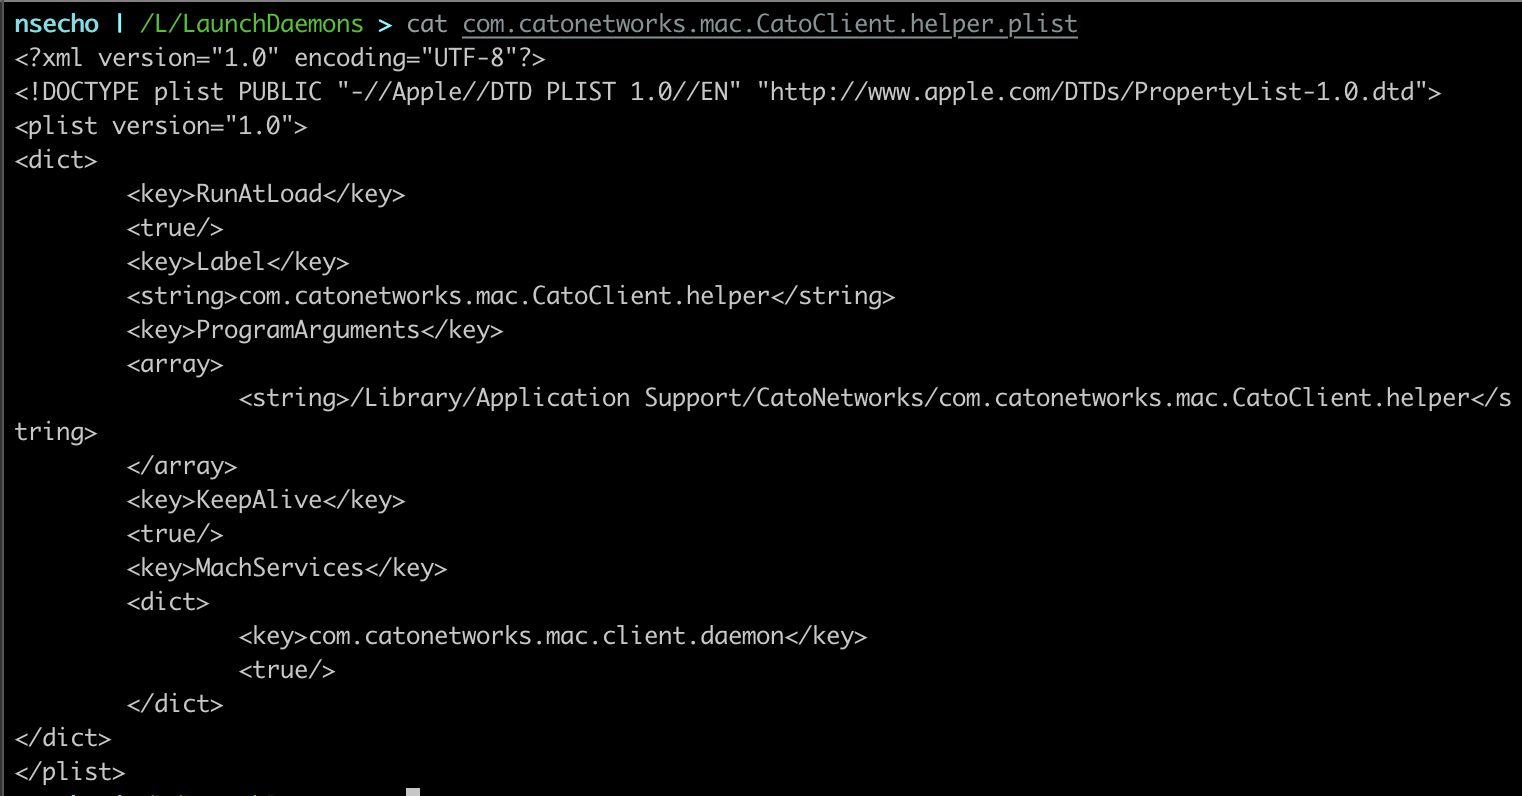 nsecho | /L/LaunchDaemons > cat com.catonetworks.mac.CatoClient.helper.plist
<?xml version="1.0" encoding="UTF-8"?>
<!DOCTYPE plist PUBLIC "-//Apple//DTD PLIST 1.0//EN" "http://www.apple.com/DTDs/PropertyList-1.0.dtd">
<plist version="1.0">
<dict>
        <key>RunAtLoad</key>
        <true/>
        <key>Label</key>
        <string>com.catonetworks.mac.CatoClient.helper</string>
        <key>ProgramArguments</key>
        <array>
                <string>/Library/Application Support/CatoNetworks/com.catonetworks.mac.CatoClient.helper</s
tring>
        </array>
        <key>KeepAlive</key>
        <true/>
        <key>MachServices</key>
        <dict>
                <key>com.catonetworks.mac.client.daemon</key>
                <true/>
        </dict>
</dict>
</plist>